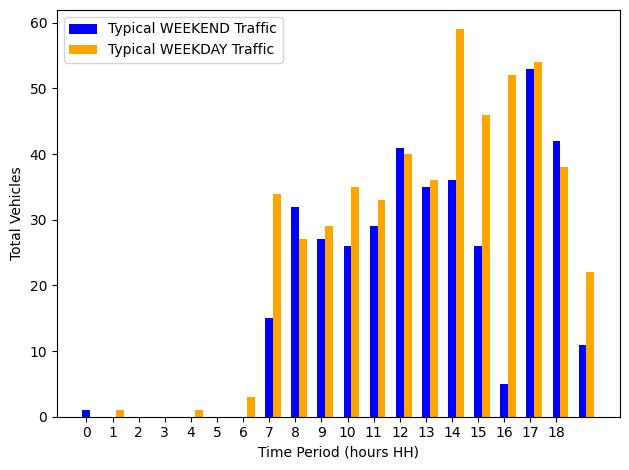 Typical WEEKEND Traffic
Typical WEEKDAY Traffic
60
50
40
30
20
10
0
Total Vehicles
0 1 2 3 4 5 6 7 8 9 10 11 12 13 14 15 16 17 18
Time Period (hours HH)